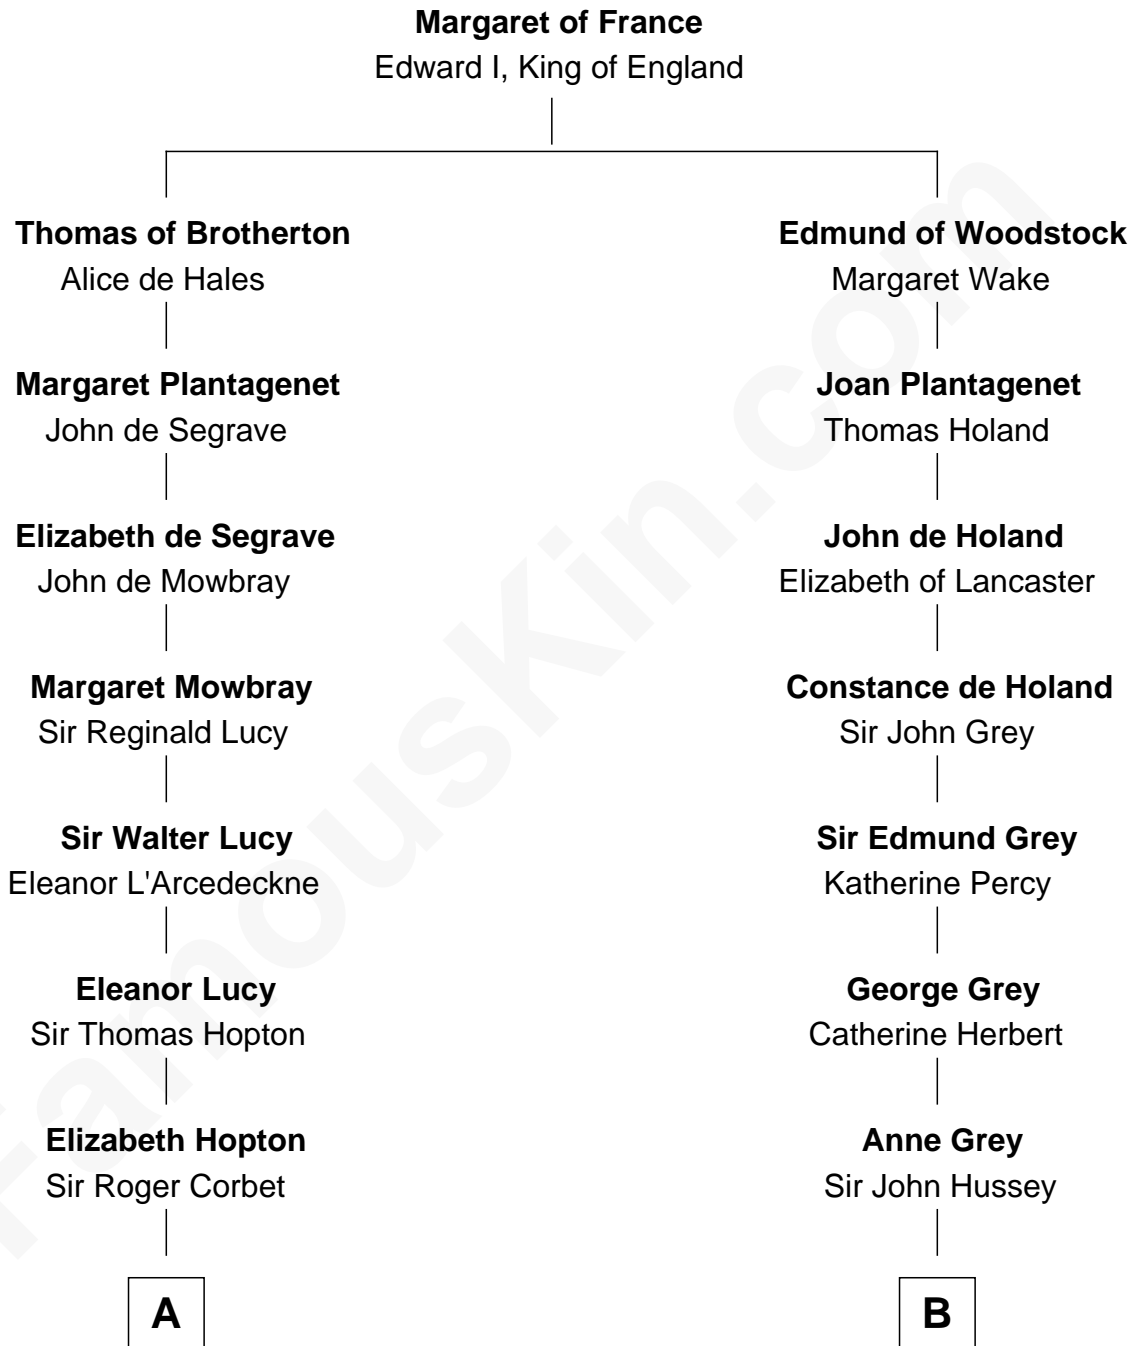 Margaret of France
Edward I, King of England
Thomas of Brotherton
Alice de Hales
Margaret Plantagenet
John de Segrave
Elizabeth de Segrave
John de Mowbray
Margaret Mowbray
Sir Reginald Lucy
Sir Walter Lucy
Eleanor L'Arcedeckne
Eleanor Lucy
Sir Thomas Hopton
Elizabeth Hopton
Sir Roger Corbet
A
Edmund of Woodstock
Margaret Wake
Joan Plantagenet
Thomas Holand
John de Holand
Elizabeth of Lancaster
Constance de Holand
Sir John Grey
Sir Edmund Grey
Katherine Percy
George Grey
Catherine Herbert
Anne Grey
Sir John Hussey
B
FamousKin.com